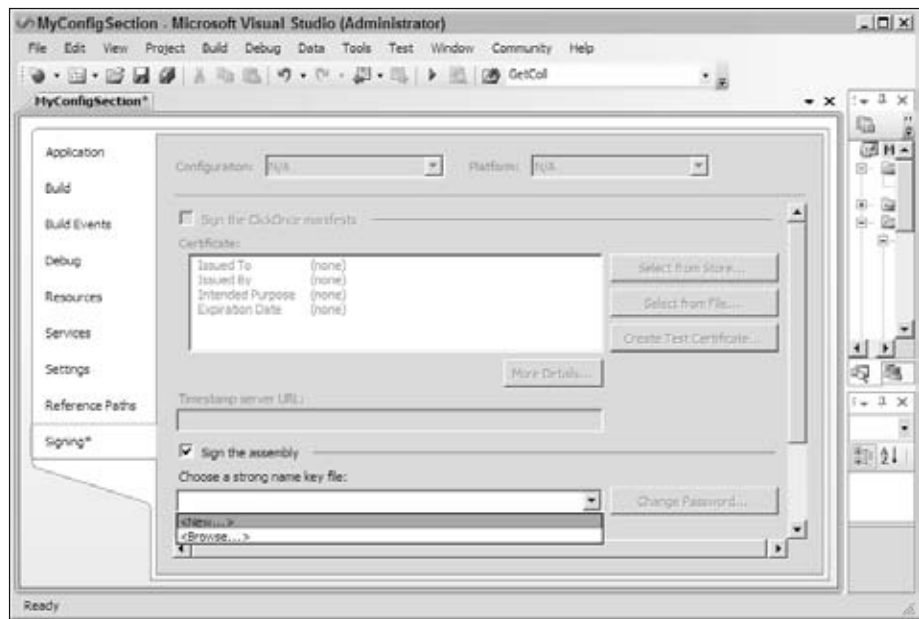 MyConfigSection - Microsoft Visual Studio (Administrator)
File Edit View Project Build Debug Data Tools Test Window Community Help
GetColl
MyConfigSection*
Application
Build
Build Events
Debug
Resources
Services
Settings
Reference Paths
Signing*
Configuration: N/A Platform: N/A
Sign the ClickOnce manifests
Certificate:
Issued To (none)
Issued By (none)
Intended Purpose (none)
Expiration Date (none)
Select from Store...
Select from File...
Create Test Certificate...
More Details...
Timestamp server URL:
Sign the assembly
Choose a strong name key file:
Change Password...
<New...>
<Browse...>
M
Ready